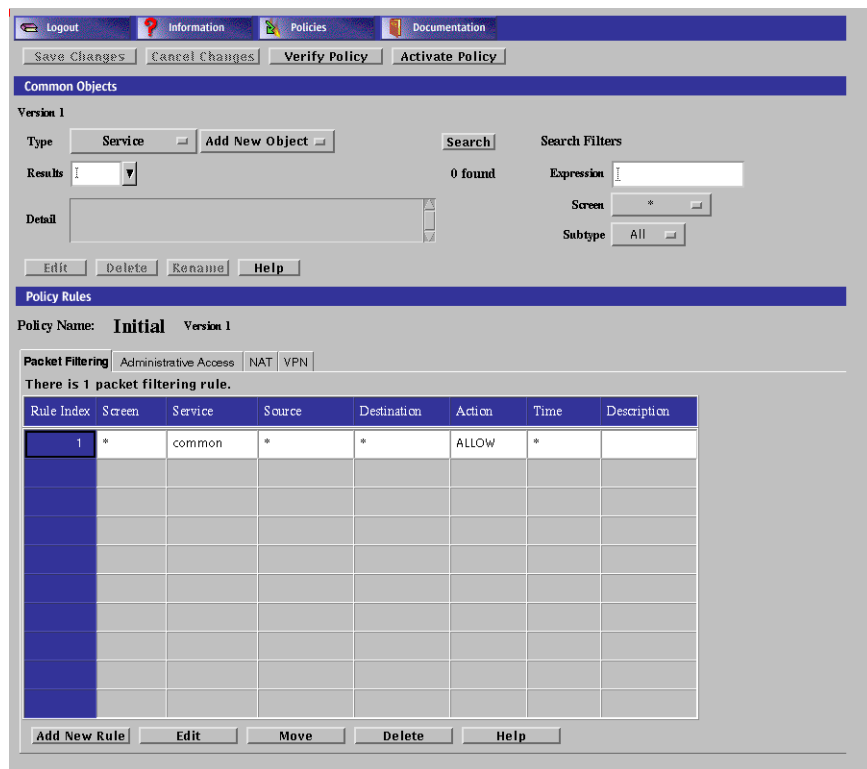 Logout Information Policies Documentation
Save Changes Cancel Changes Verify Policy Activate Policy
Common Objects
Version 1
Type Service Add New Object Search Search Filters
Results 0 found Expression
Screen *
Detail
Subtype All
Edit Delete Rename Help
Policy Rules
Policy Name: Initial Version 1
Packet Filtering Administrative Access NAT VPN
There is 1 packet filtering rule.
Rule Index Screen Service Source Destination Action Time Description
1 * common * * ALLOW *
Add New Rule Edit Move Delete Help